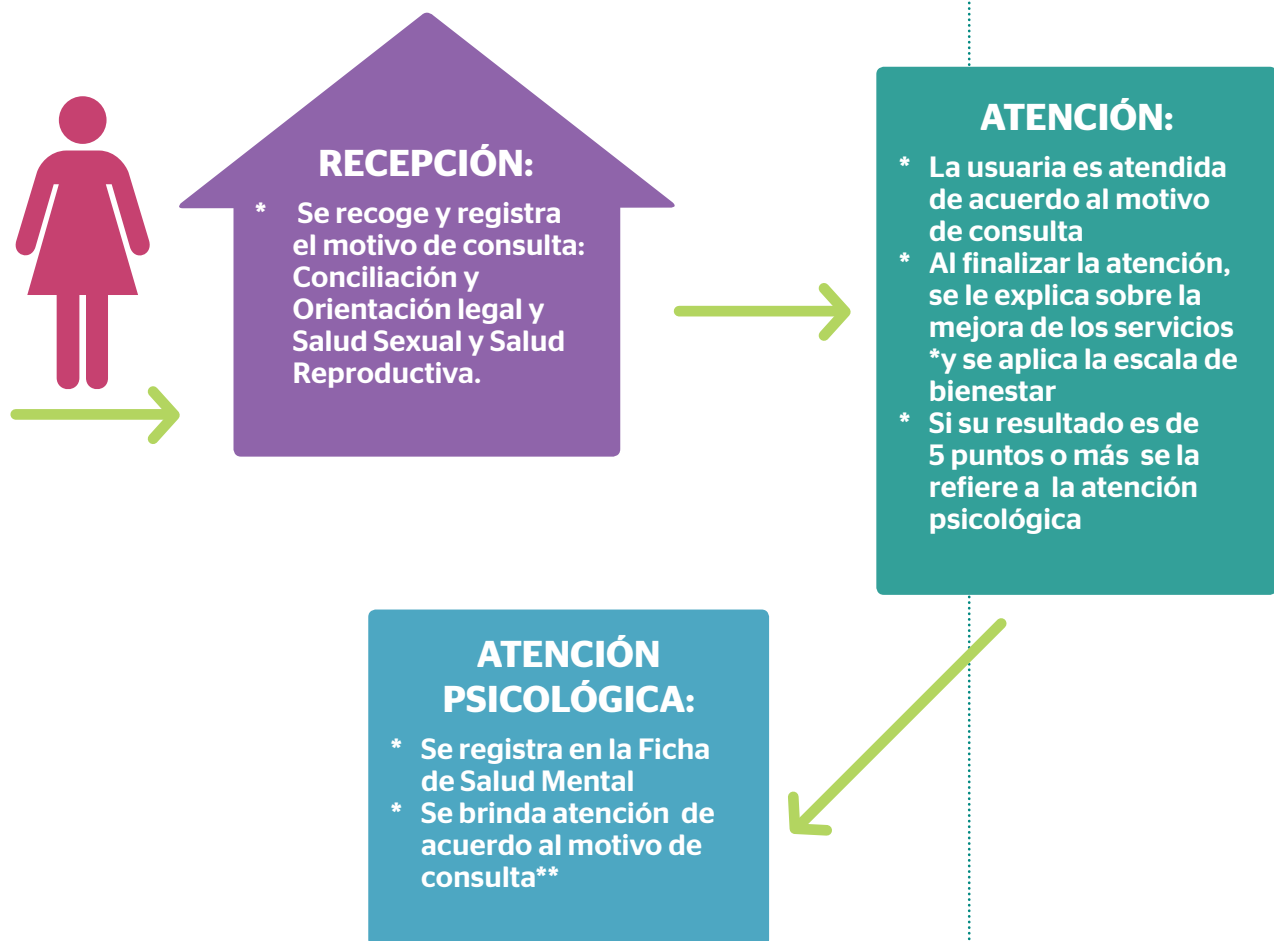 RECEPCIÓN:
* Se recoge y registra
el motivo de consulta:
Conciliación y
Orientación legal y
Salud Sexual y Salud
Reproductiva.
ATENCIÓN:
* La usuaria es atendida
de acuerdo al motivo
de consulta
* Al finalizar la atención,
se le explica sobre la
mejora de los servicios
*y se aplica la escala de
bienestar
* Si su resultado es de
5 puntos o más se la
refiere a la atención
psicológica
ATENCIÓN
PSICOLÓGICA:
* Se registra en la Ficha
de Salud Mental
* Se brinda atención de
acuerdo al motivo de
consulta**